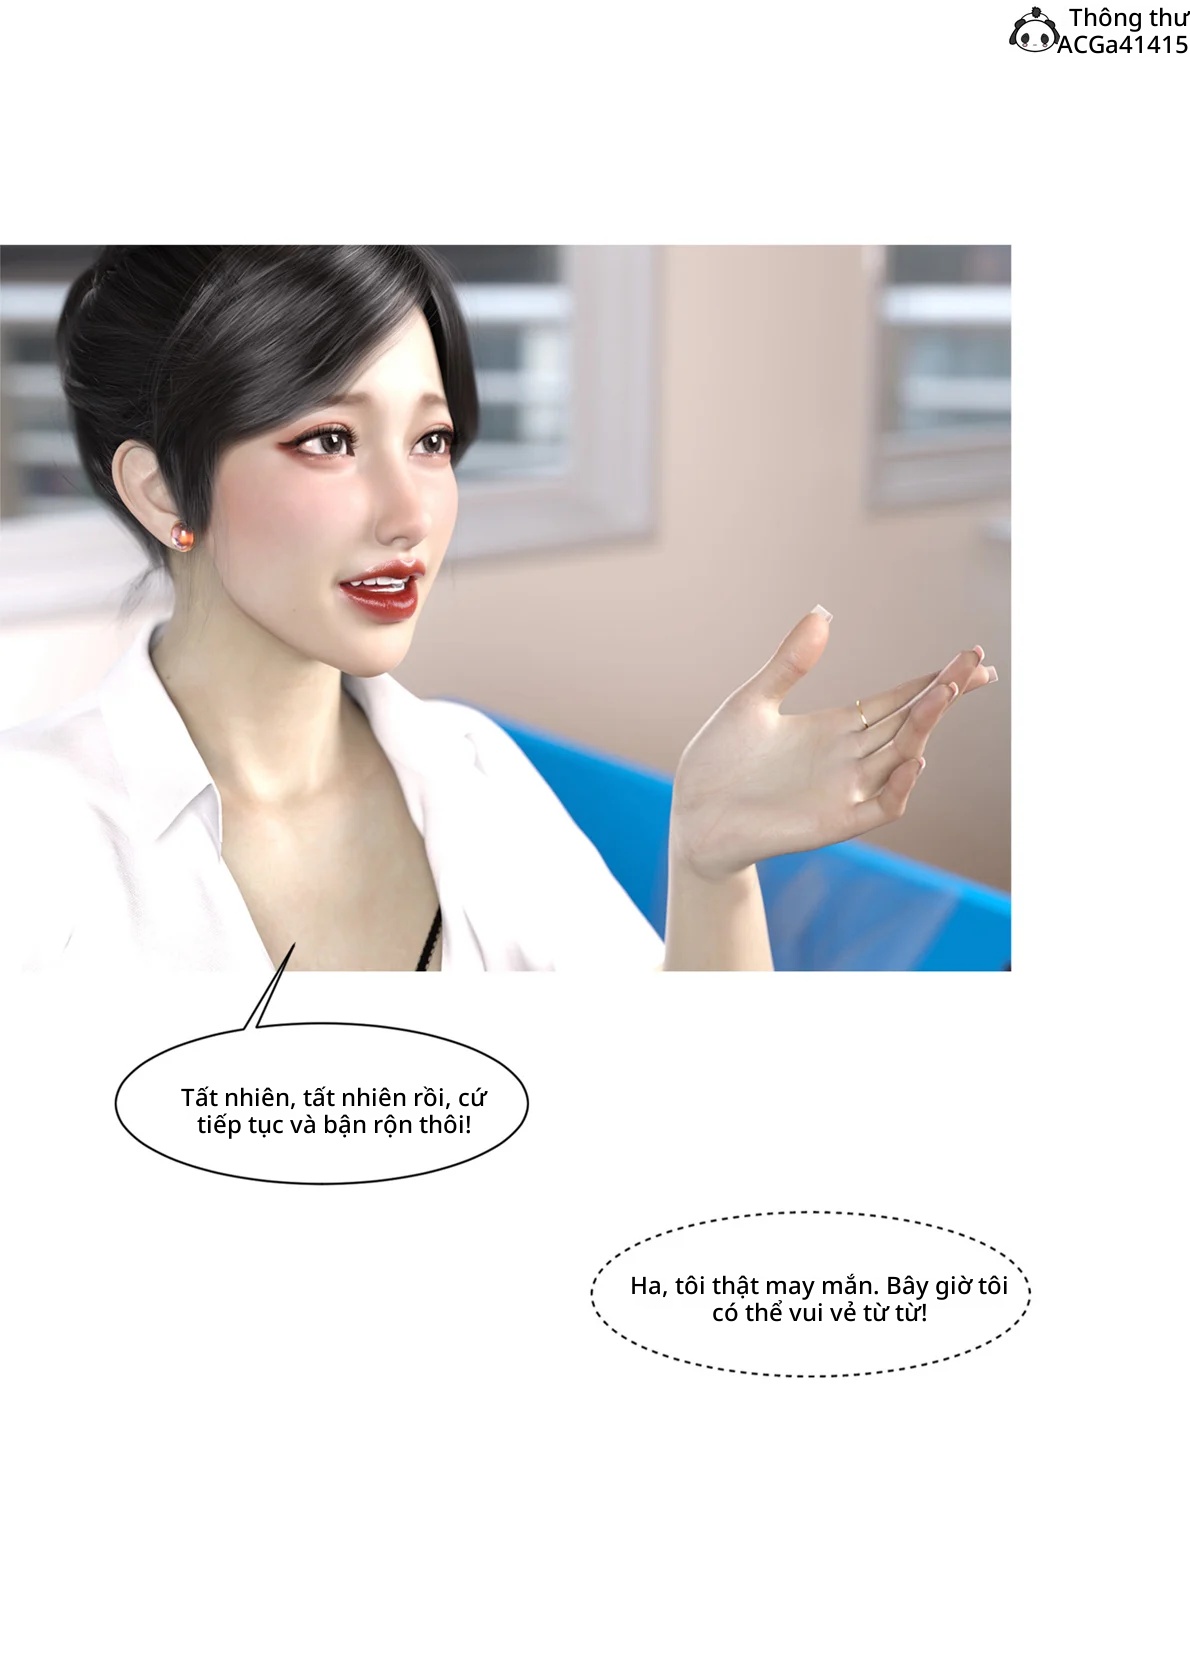 Thông thư
ACGa41415
Tất nhiên, tất nhiên rồi, cứ
tiếp tục và bận rộn thôi!
Ha, tôi thật may mắn. Bây giờ tôi
có thể vui vẻ từ từ!